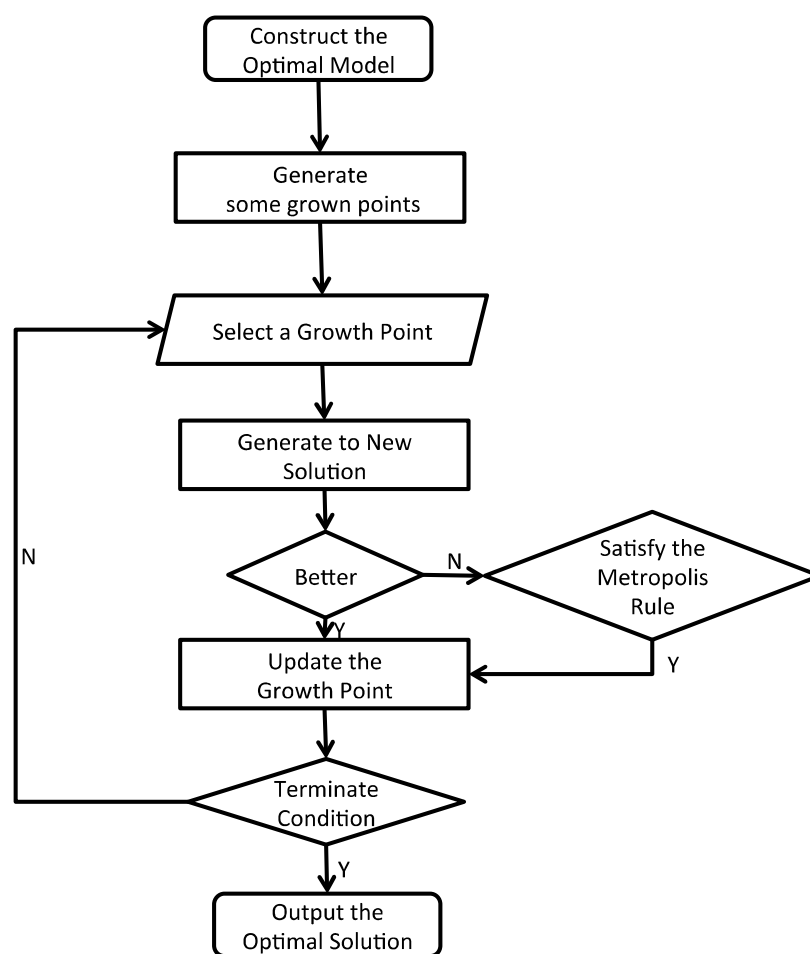 Construct the
Optimal Model
Generate
some grown points
Select a Growth Point
Generate to New
Solution
Better
N
Satisfy the
Metropolis
Rule
Y
Update the
Growth Point
Y
N
Terminate
Condition
Y
Output the
Optimal Solution